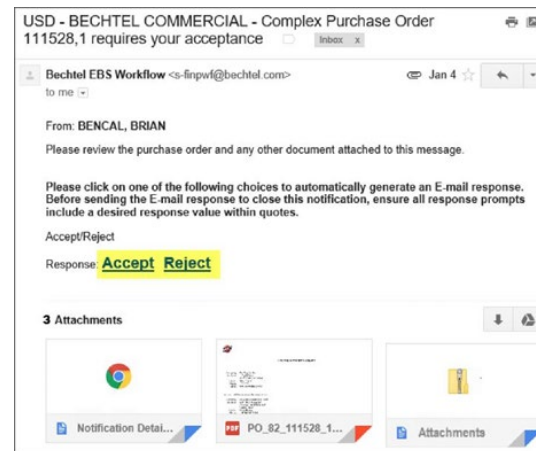 USD - BECHTEL COMMERCIAL - Complex Purchase Order
111528,1 requires your acceptance Inbox x
Bechtel EBS Workflow <s-finpwf@bechtel.com> Jan 4
to me
From: BENCAL, BRIAN
Please review the purchase order and any other document attached to this message.
Please click on one of the following choices to automatically generate an E-mail response.
Before sending the E-mail response to close this notification, ensure all response prompts
include a desired response value within quotes.
Accept/Reject
Response: Accept Reject
3 Attachments
Notification Detai... PDF PO_82_111528_1... Attachments